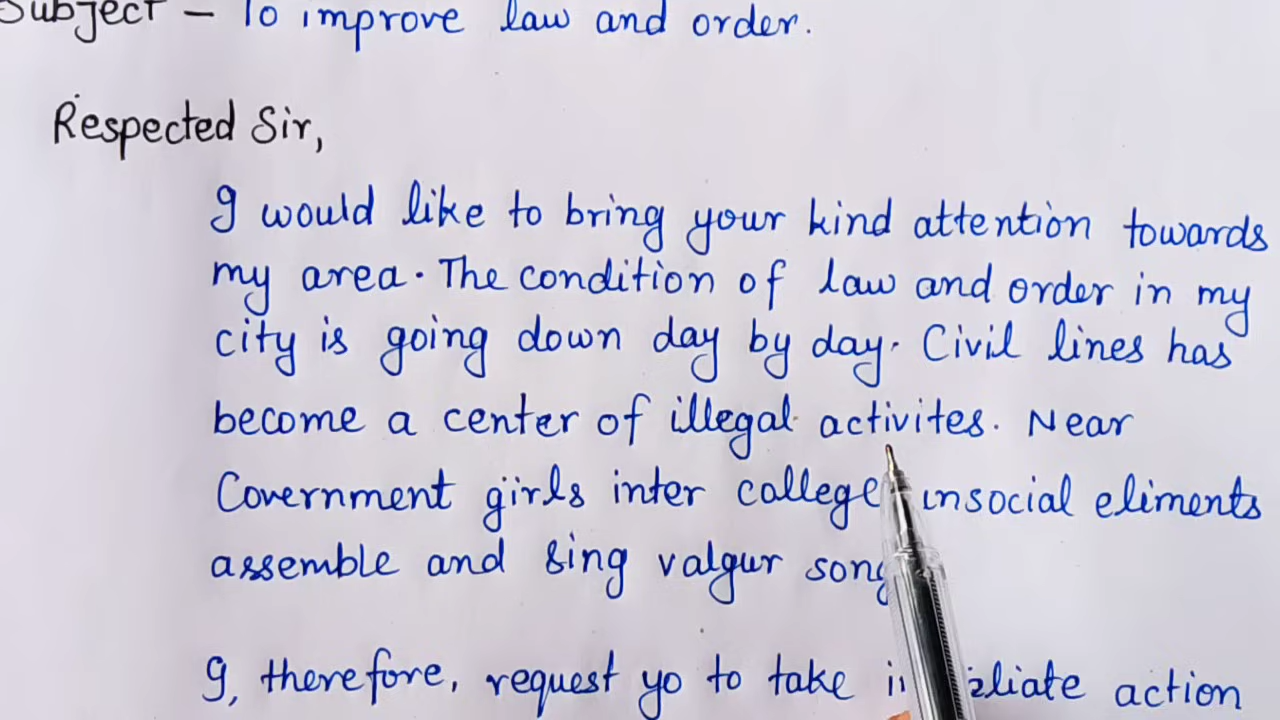 Subject - To improve law and order.
Respected Sir,
I would like to bring your kind attention towards
my area. The condition of law and order in my
city is going down day by day. Civil lines has
become a center of illegal activites. Near
Government girls inter college insocial eliments
assemble and sing valgur song
I, therefore, request yo to take action